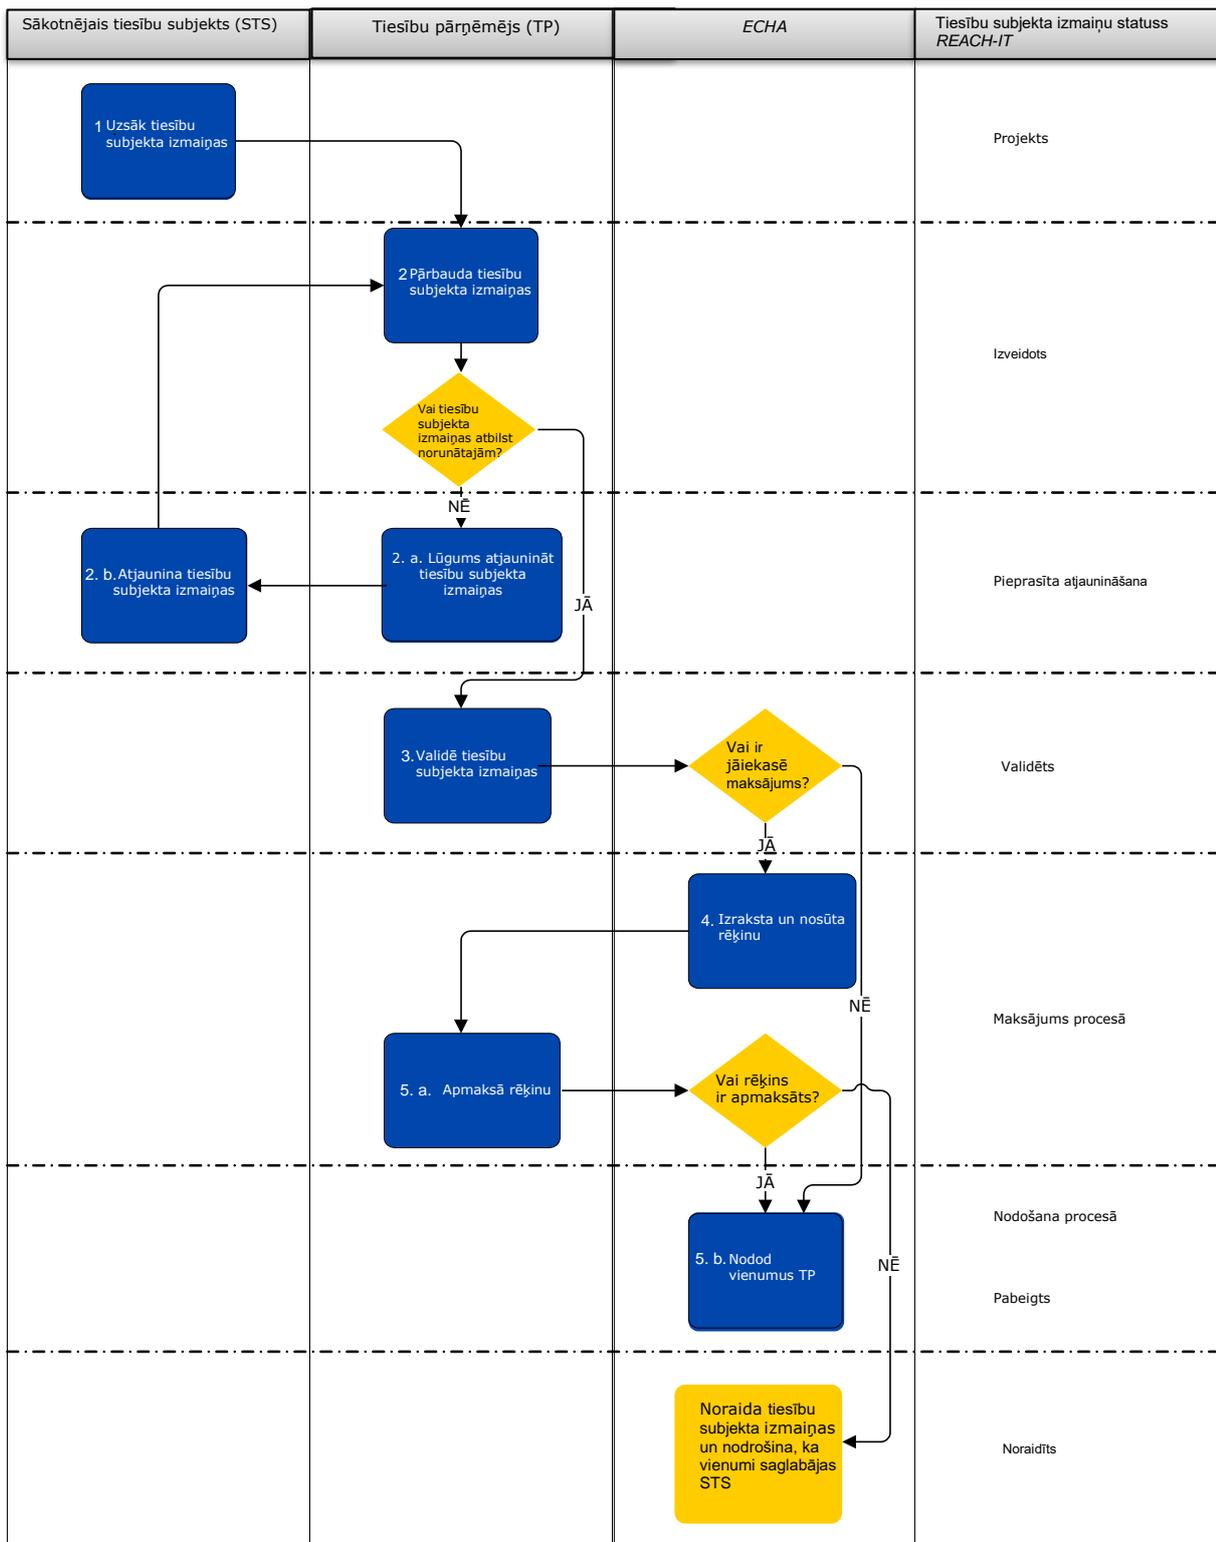 Sākotnējais tiesību subjekts (STS)
Tiesību pārņēmējs (TP)
ECHA
Tiesību subjekta izmaiņu statuss
REACH-IT
1 Uzsāk tiesību
subjekta izmaiņas
Projekts
2 Pārbauda tiesību
subjekta izmaiņas
Izveidots
Vai tiesību
subjekta
izmaiņas atbilst
norunātajām?
NĒ
2. b. Atjaunina tiesību
subjekta izmaiņas
2. a. Lūgums atjaunināt
tiesību subjekta
izmaiņas
JĀ
Pieprasīta atjaunināšana
3. Validē tiesību
subjekta izmaiņas
Vai ir
jāiekasē
maksājums?
Validēts
JĀ
4. Izraksta un nosūta
rēķinu
NĒ
Maksājums procesā
5. a. Apmaksā rēķinu
Vai rēķins
ir apmaksāts?
JĀ
Nodošana procesā
5. b. Nodod
vienumus TP
NĒ
Pabeigts
Noraida tiesību
subjekta izmaiņas
un nodrošina, ka
vienumi saglabājas
STS
Noraidīts